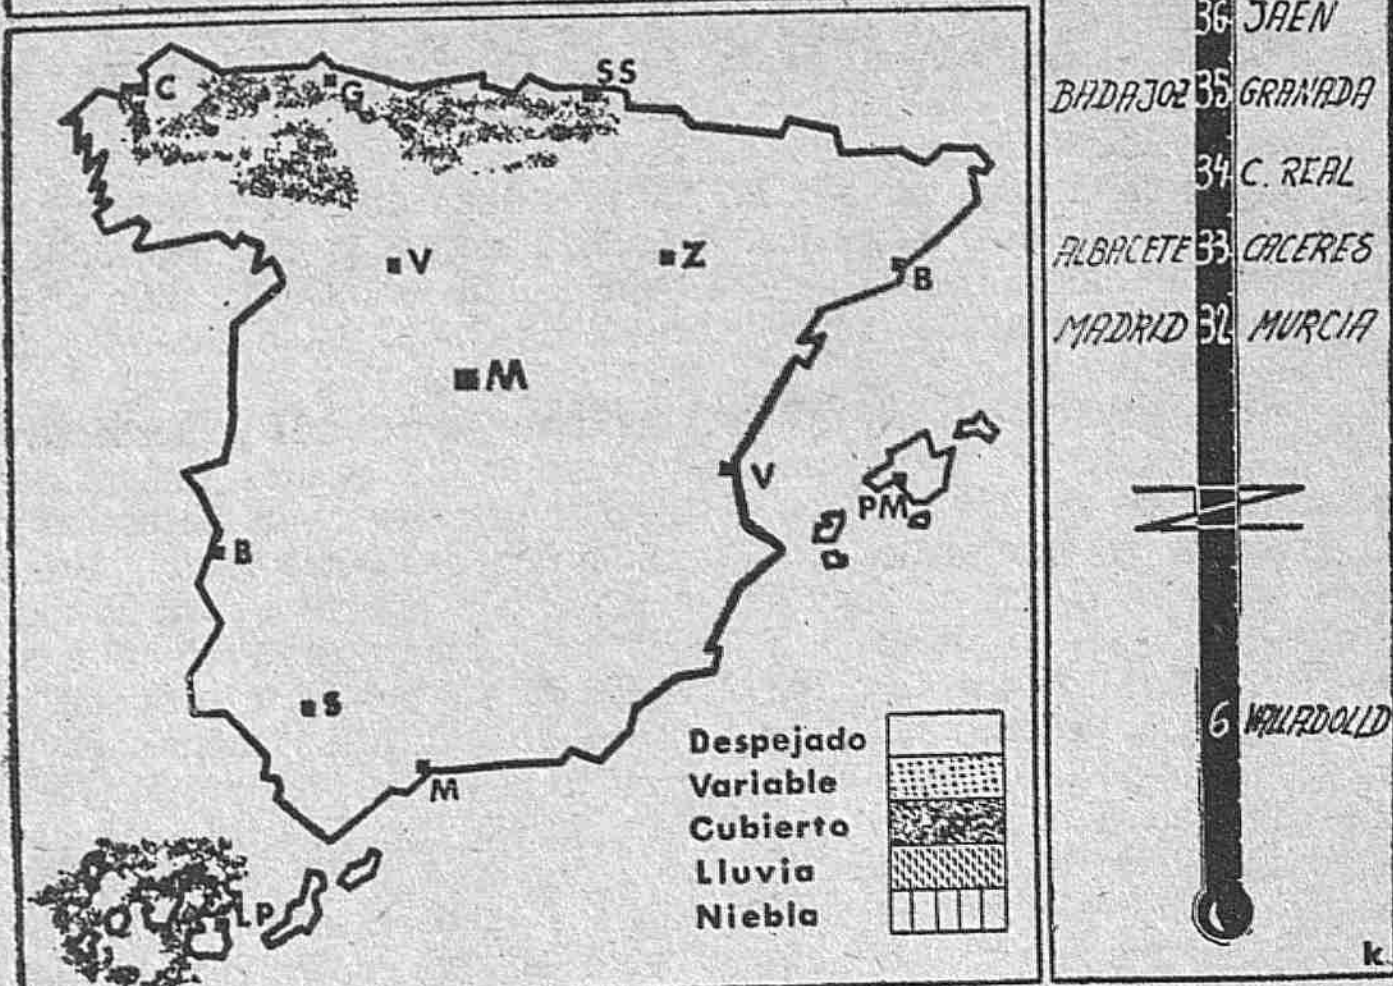 C
G
SS
V
Z
B
M
V
PM
B
S
M
LP
Despejado
Variable
Cubierto
Lluvia
Niebla
36 JAEN
BADAJOZ 35 GRANADA
34 C. REAL
ALBACETE 33 CACERES
MADRID 32 MURCIA
6 VALLADOLID
k